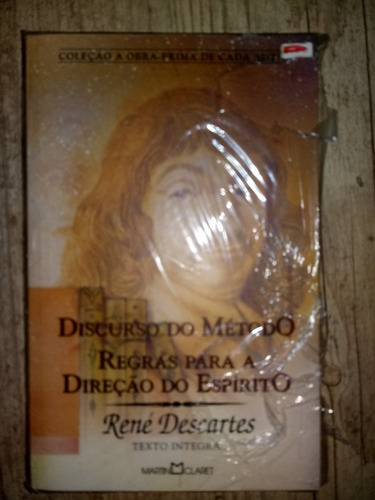 COLEÇÃO A OBRA-PRIMA DE CADA
DISCURSO DO MÉTODO
REGRAS PARA A
DIREÇÃO DO ESPÍRITO
René Descartes
TEXTO INTEGRAL
MARTIN CLARET